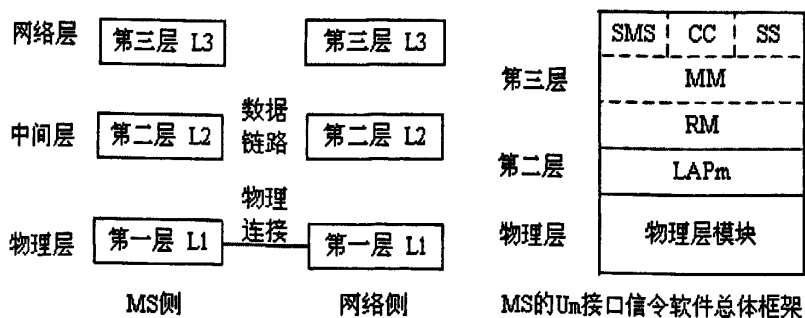 网络层 第三层 L3 第三层 L3
中间层 第二层 L2 数据链路 第二层 L2
物理层 第一层 L1 物理连接 第一层 L1
MS侧 网络侧
SMS CC SS
第三层 MM
RM
第二层 LAPm
物理层 物理层模块
MS的Um接口信令软件总体框架